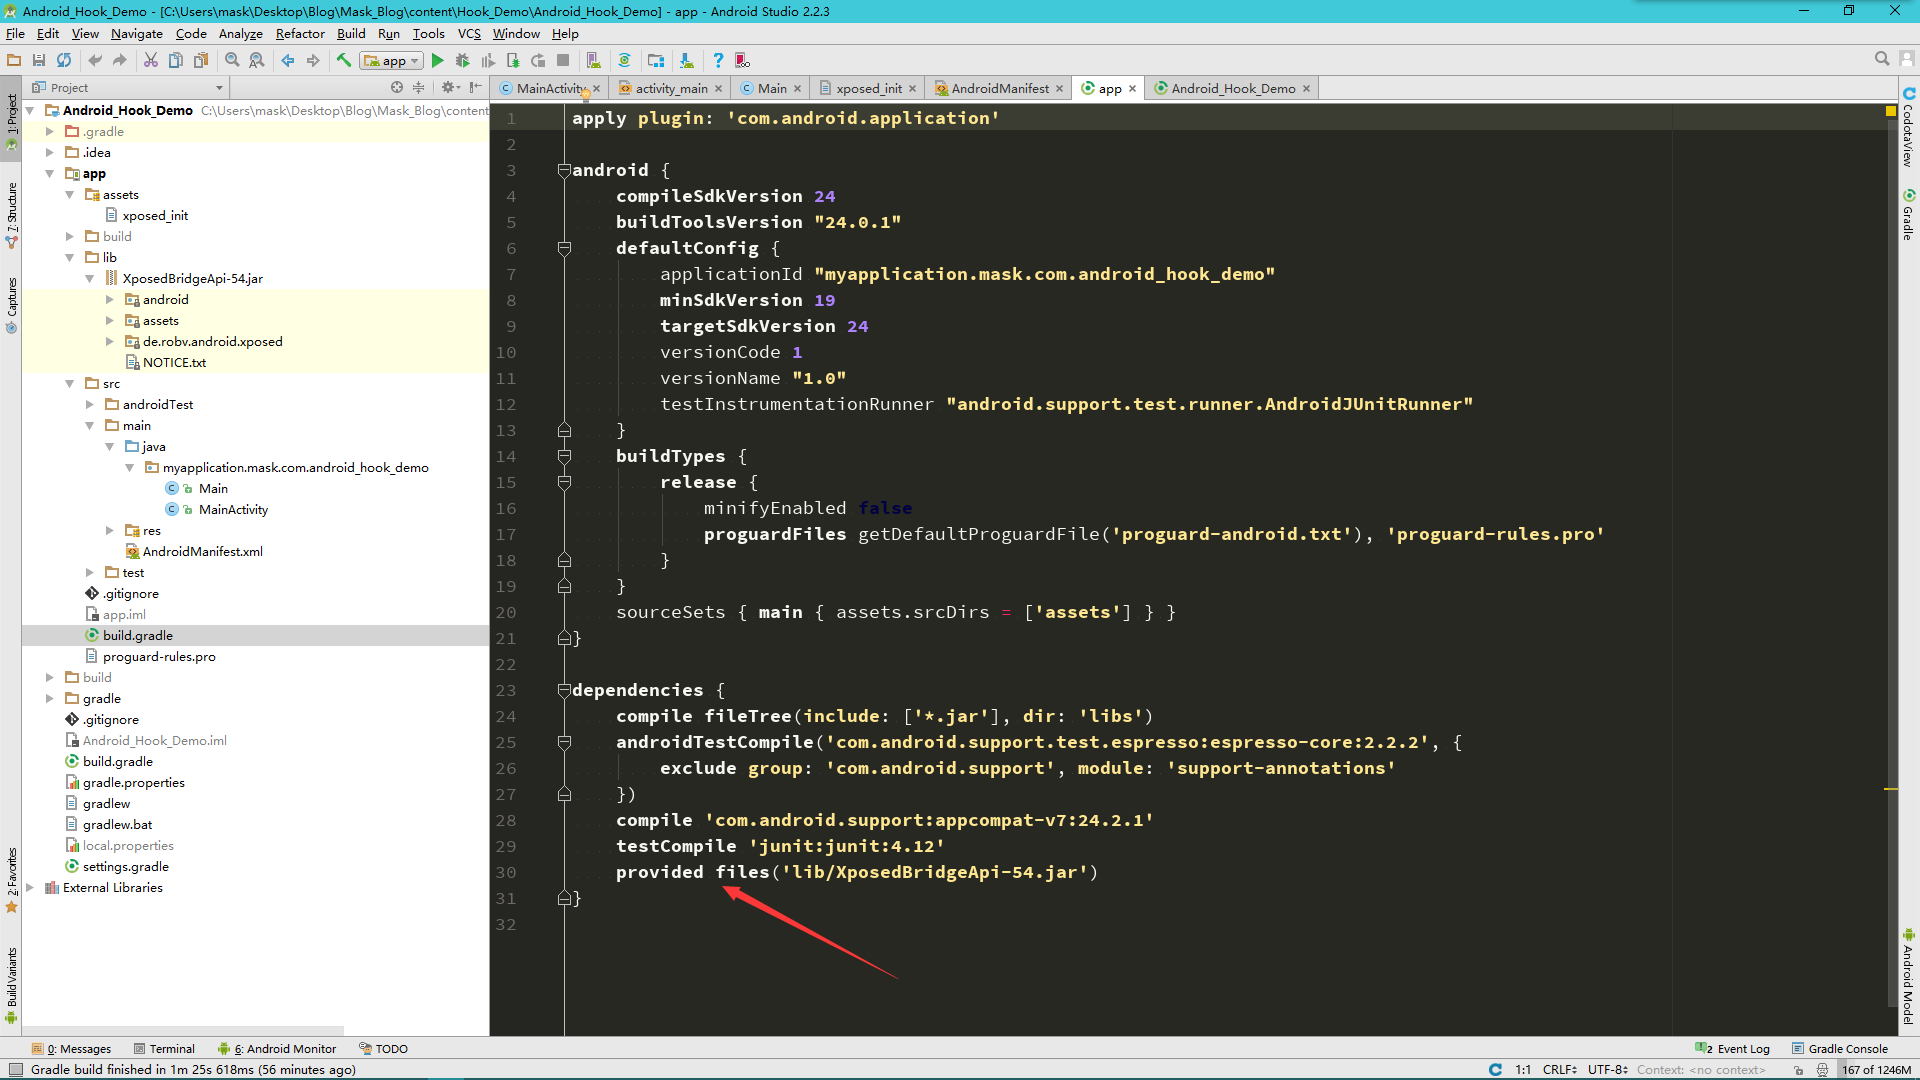 Android_Hook_Demo - [C:\Users\mask\Desktop\Blog\Mask_Blog\content\Hook_Demo\Android_Hook_Demo] - app - Android Studio 2.2.3
File Edit View Navigate Code Analyze Refactor Build Run Tools VCS Window Help
app
Project
MainActivity activity_main Main xposed_init AndroidManifest app Android_Hook_Demo
1: Project
7: Structure
Captures
2: Favorites
Build Variants
Android_Hook_Demo C:\Users\mask\Desktop\Blog\Mask_Blog\content
.gradle
.idea
app
assets
xposed_init
build
lib
XposedBridgeApi-54.jar
android
assets
de.robv.android.xposed
NOTICE.txt
src
androidTest
main
java
myapplication.mask.com.android_hook_demo
Main
MainActivity
res
AndroidManifest.xml
test
.gitignore
app.iml
build.gradle
proguard-rules.pro
build
gradle
.gitignore
Android_Hook_Demo.iml
build.gradle
gradle.properties
gradlew
gradlew.bat
local.properties
settings.gradle
External Libraries
1 apply plugin: 'com.android.application'
2
3 android {
4 compileSdkVersion 24
5 buildToolsVersion "24.0.1"
6 defaultConfig {
7 applicationId "myapplication.mask.com.android_hook_demo"
8 minSdkVersion 19
9 targetSdkVersion 24
10 versionCode 1
11 versionName "1.0"
12 testInstrumentationRunner "android.support.test.runner.AndroidJUnitRunner"
13 }
14 buildTypes {
15 release {
16 minifyEnabled false
17 proguardFiles getDefaultProguardFile('proguard-android.txt'), 'proguard-rules.pro'
18 }
19 }
20 sourceSets { main { assets.srcDirs = ['assets'] } }
21 }
22
23 dependencies {
24 compile fileTree(include: ['*.jar'], dir: 'libs')
25 androidTestCompile('com.android.support.test.espresso:espresso-core:2.2.2', {
26 exclude group: 'com.android.support', module: 'support-annotations'
27 })
28 compile 'com.android.support:appcompat-v7:24.2.1'
29 testCompile 'junit:junit:4.12'
30 provided files('lib/XposedBridgeApi-54.jar')
31 }
32
CodotaView
Gradle
Android Model
0: Messages Terminal 6: Android Monitor TODO 2 Event Log Gradle Console
Gradle build finished in 1m 25s 618ms (56 minutes ago) 1:1 CRLF UTF-8 Context: <no context> 167 of 1246M